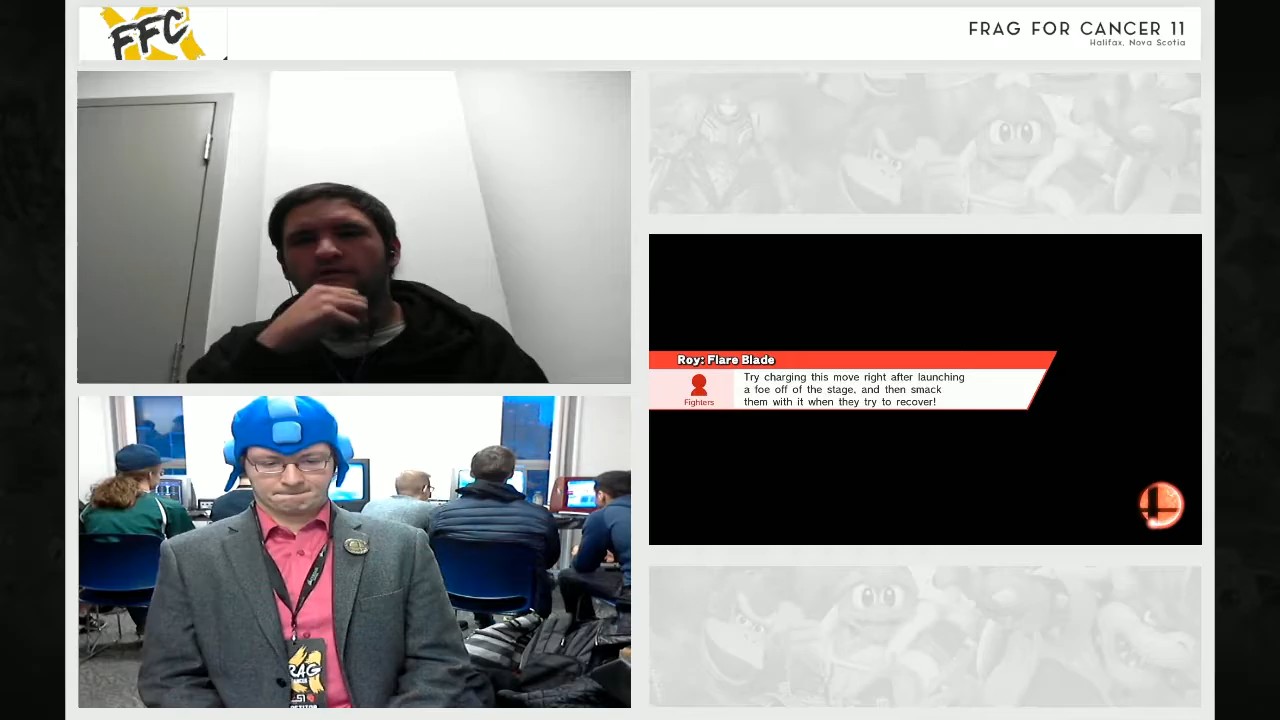 FFC
FRAG FOR CANCER 11
Halifax, Nova Scotia
Roy: Flare Blade
Try charging this move right after launching
a foe off of the stage, and then smack
them with it when they try to recover!
Fighters